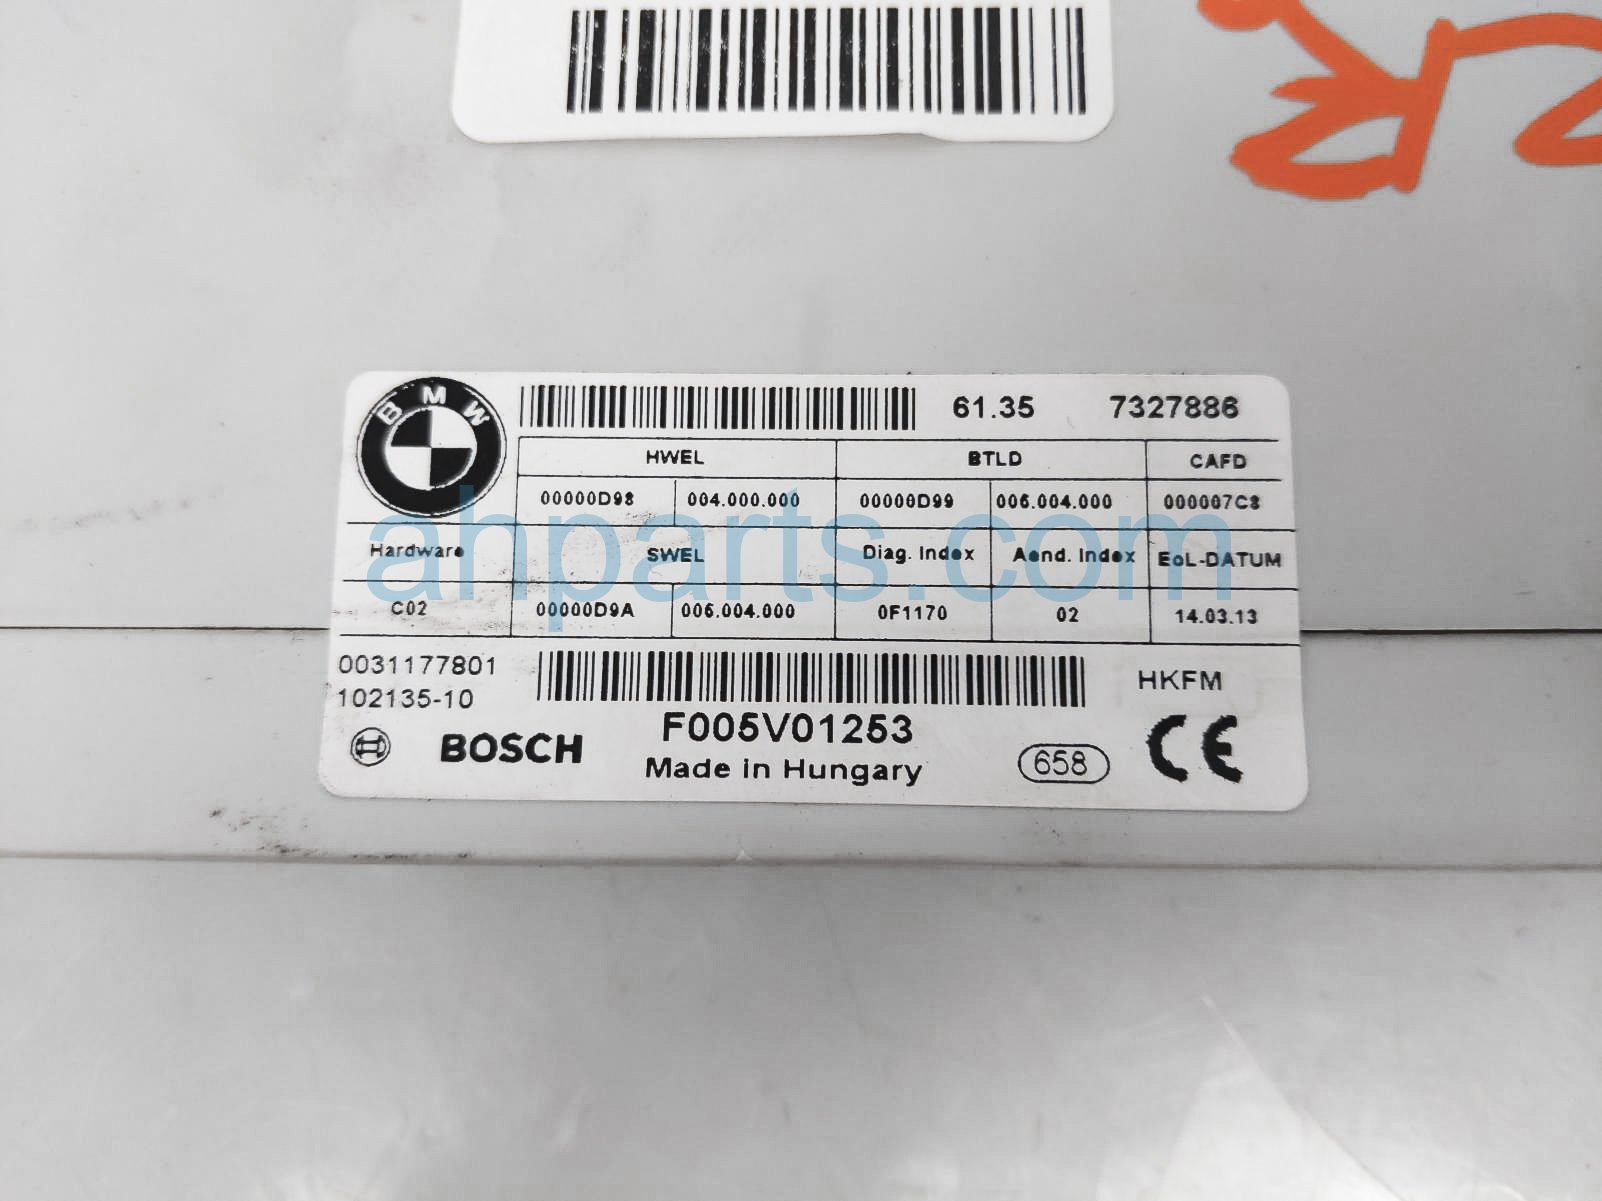 R
BMW
61.35 7327886
HWEL BTLD CAFD
00000D98 004.000.000 00000D99 006.004.000 000007C8
Hardware SWEL Diag. Index Aend. Index EoL-DATUM
C02 00000D9A 006.004.000 0F1170 02 14.03.13
0031177801
102135-10
HKFM
F005V01253
BOSCH
Made in Hungary
658
CE
ahparts.com